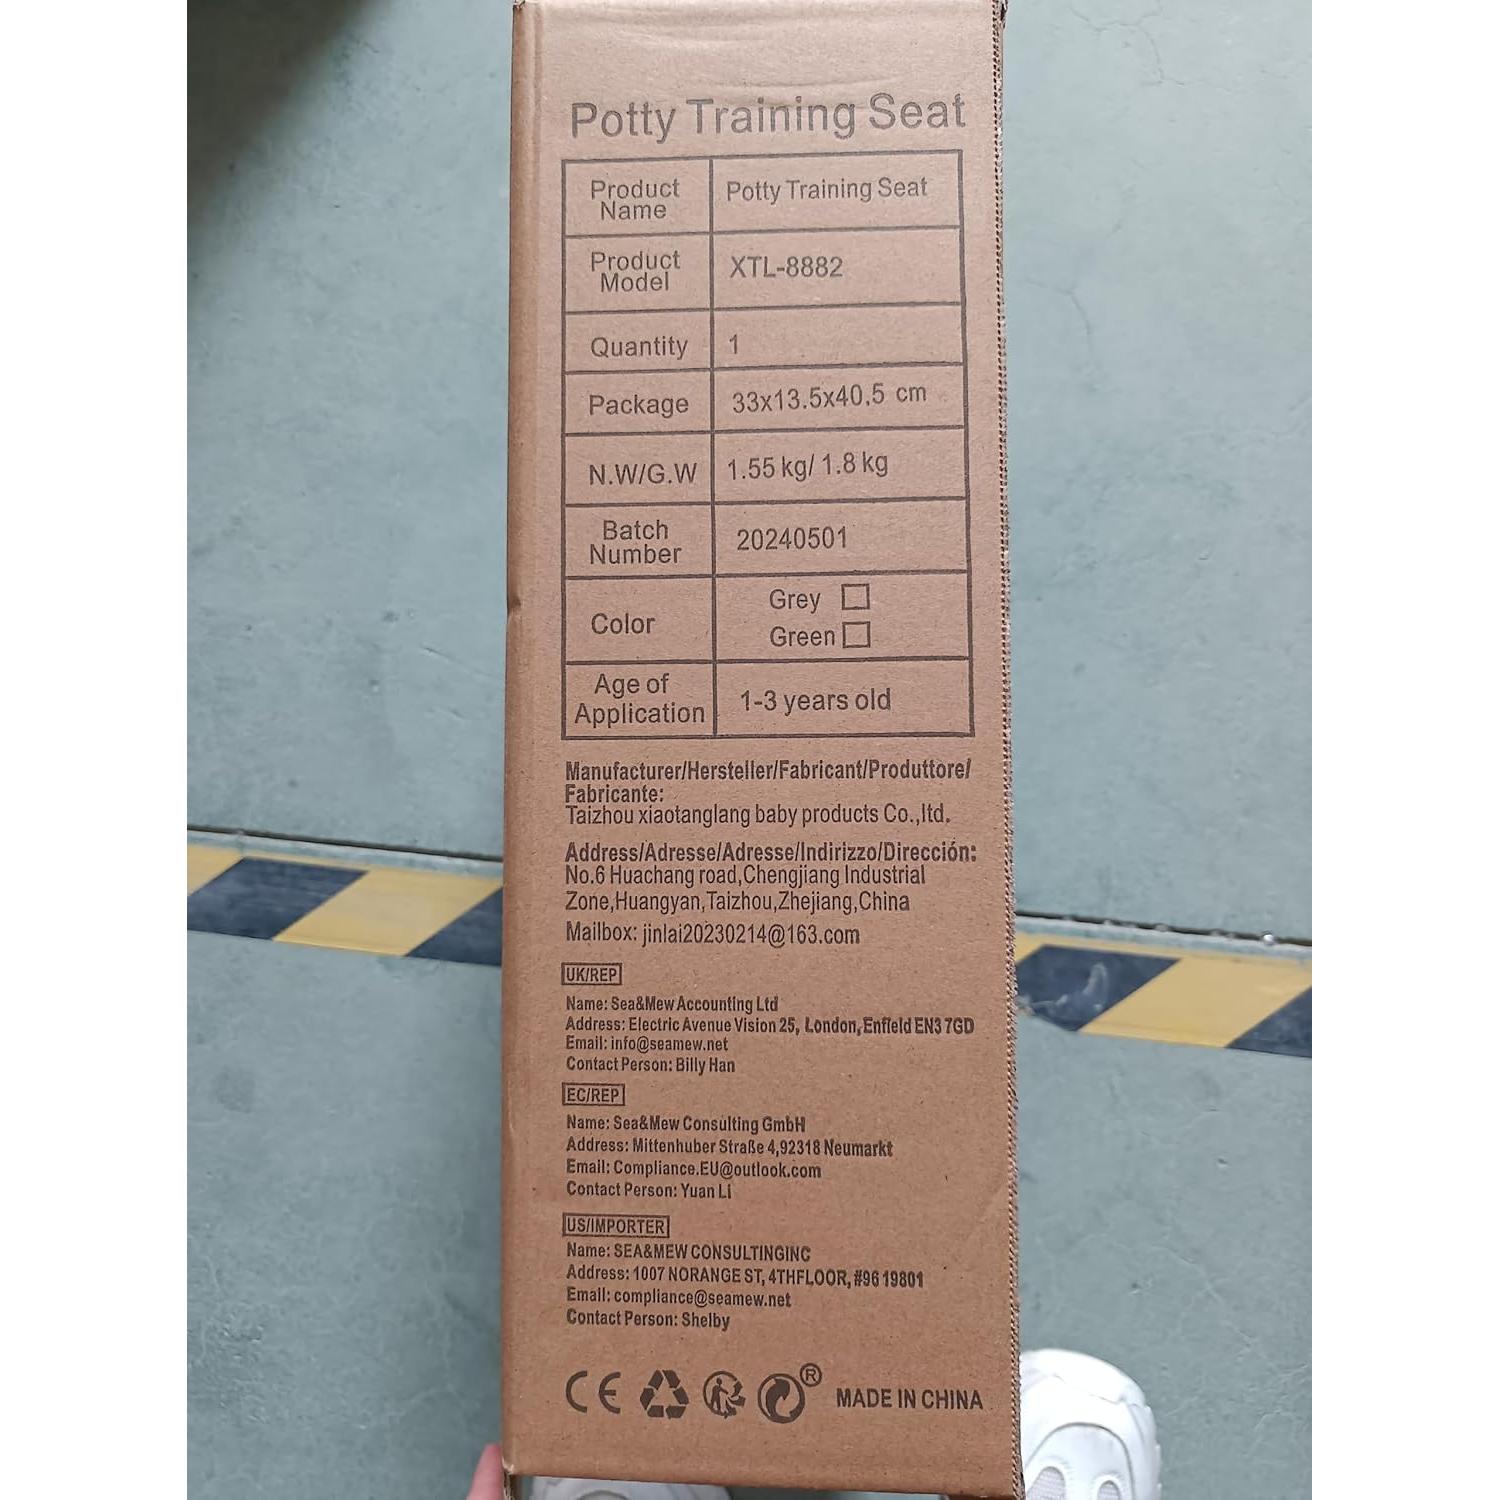 Potty Training Seat
Product Name
Potty Training Seat
Product Model
XTL-8882
Quantity
1
Package
33x13.5x40.5 cm
N.W/G.W
1.55 kg/ 1.8 kg
Batch Number
20240501
Color
Grey
Green
Age of Application
1-3 years old
Manufacturer/Hersteller/Fabricant/Produttore/
Fabricante:
Taizhou xiaotanglang baby products Co.,ltd.
Address/Adresse/Adresse/Indirizzo/Dirección:
No.6 Huachang road,Chengjiang Industrial
Zone,Huangyan,Taizhou,Zhejiang,China
Mailbox: jinlai20230214@163.com
UK/REP
Name: Sea&Mew Accounting Ltd
Address: Electric Avenue Vision 25, London, Enfield EN3 7GD
Email: info@seamew.net
Contact Person: Billy Han
EC/REP
Name: Sea&Mew Consulting GmbH
Address: Mittenhuber Straße 4,92318 Neumarkt
Email: Compliance.EU@outlook.com
Contact Person: Yuan Li
US/IMPORTER
Name: SEA&MEW CONSULTINGINC
Address: 1007 NORANGE ST, 4THFLOOR, #96 19801
Email: compliance@seamew.net
Contact Person: Shelby
CE ® MADE IN CHINA